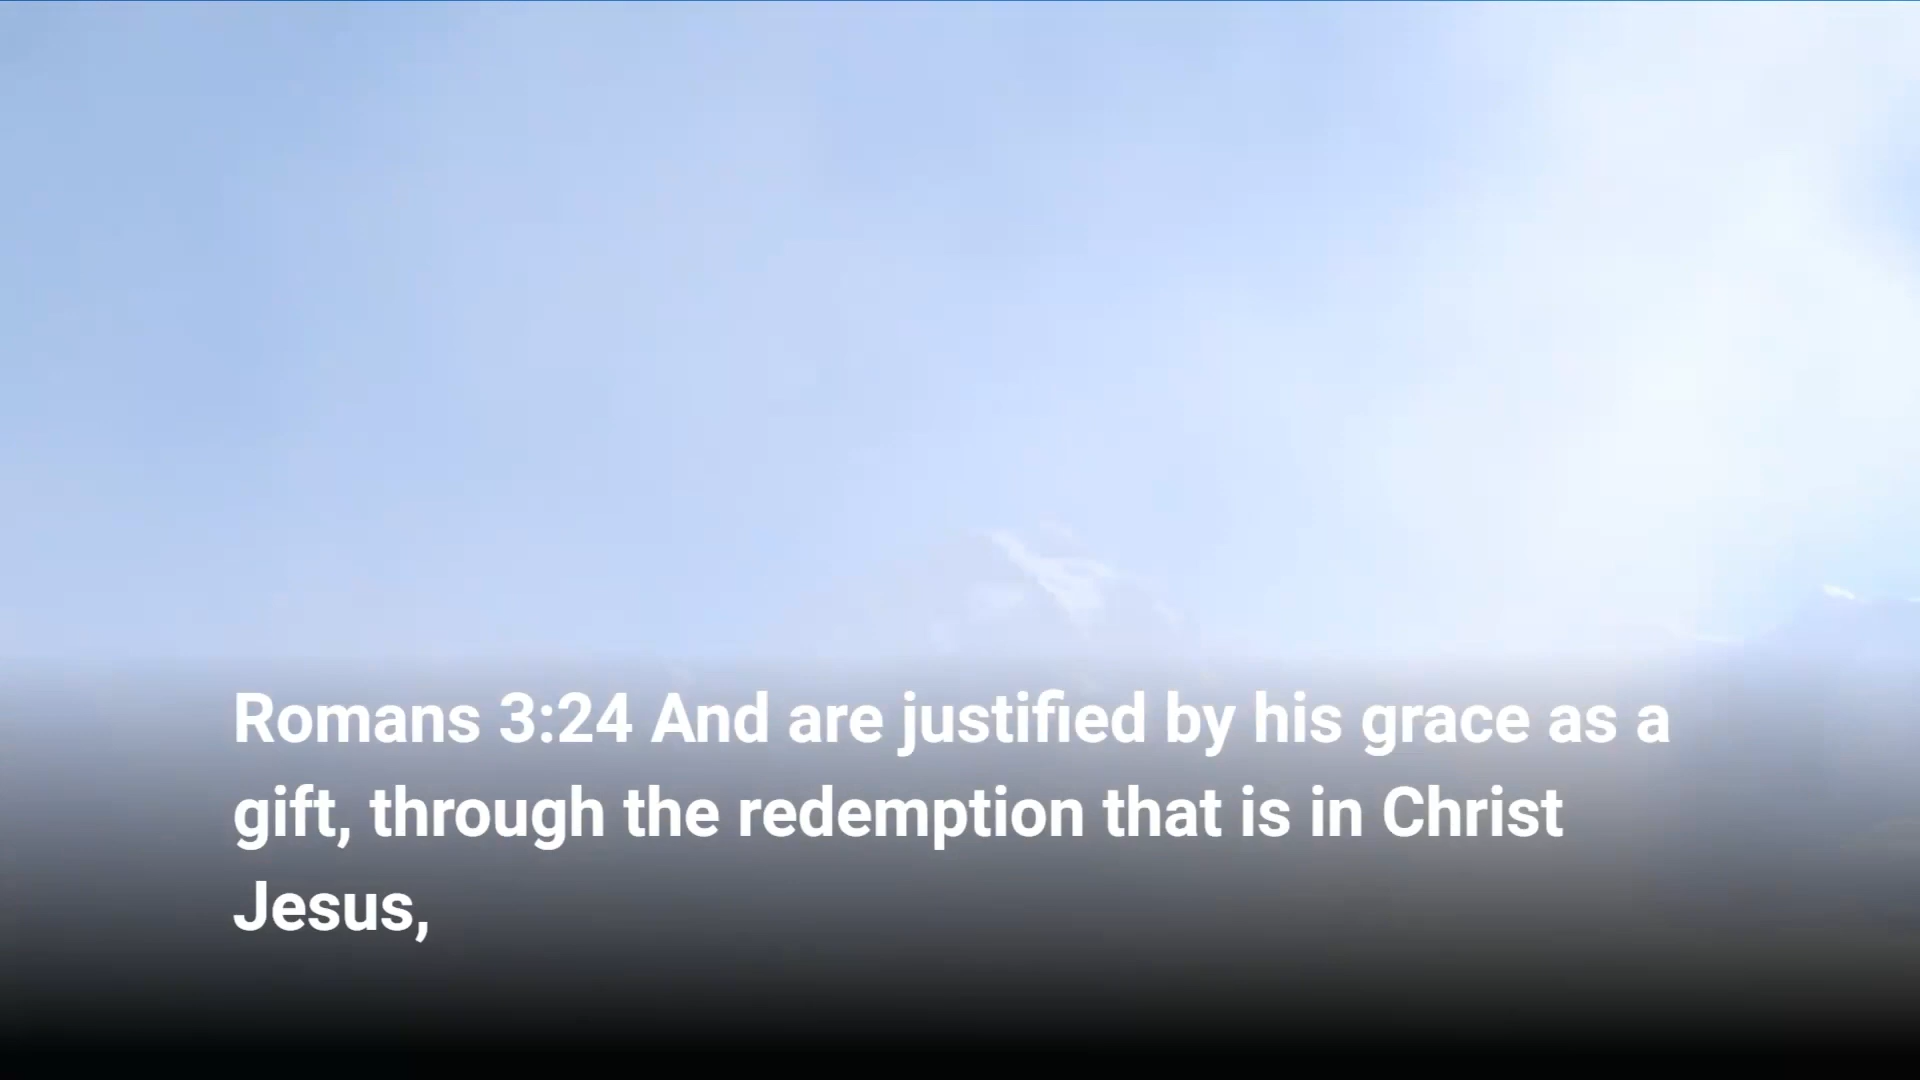 Romans 3:24 And are justified by his grace as a
gift, through the redemption that is in Christ
Jesus,